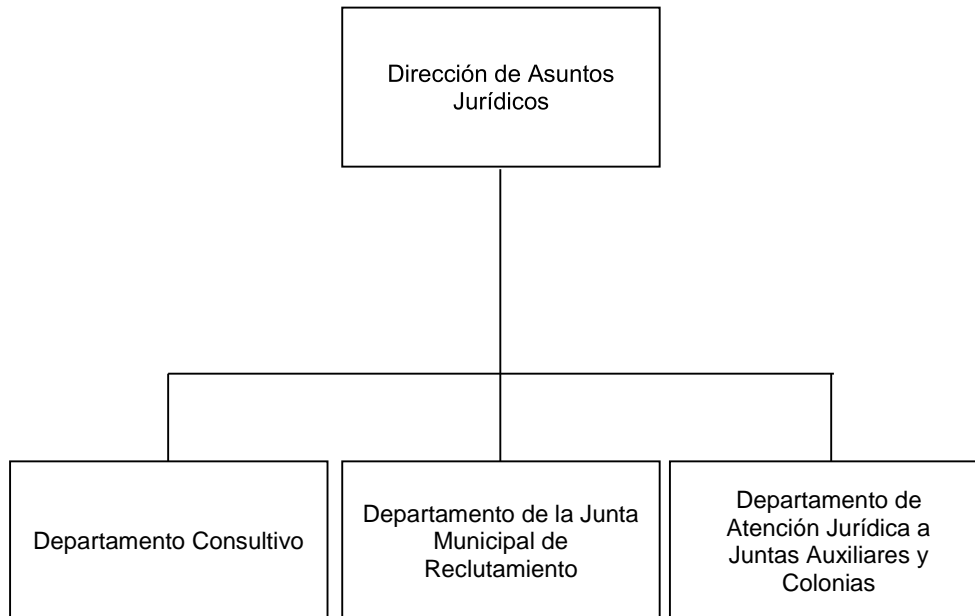 Dirección de Asuntos
Jurídicos
Departamento Consultivo
Departamento de la Junta
Municipal de
Reclutamiento
Departamento de
Atención Jurídica a
Juntas Auxiliares y
Colonias